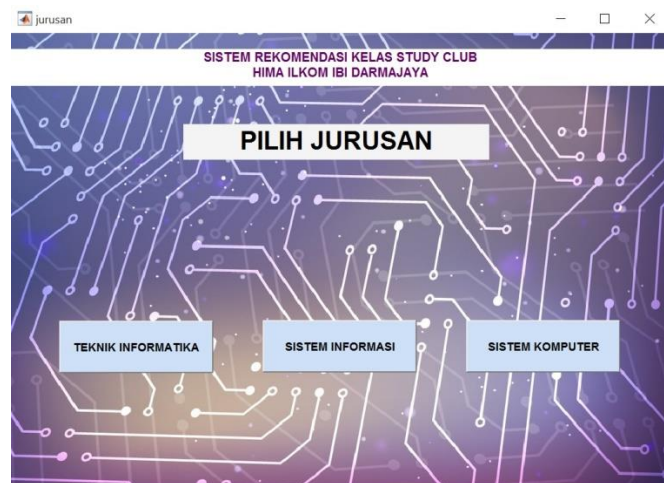 jurusan
SISTEM REKOMENDASI KELAS STUDY CLUB
HIMA ILKOM IBI DARMAJAYA
PILIH JURUSAN
TEKNIK INFORMATIKA
SISTEM INFORMASI
SISTEM KOMPUTER